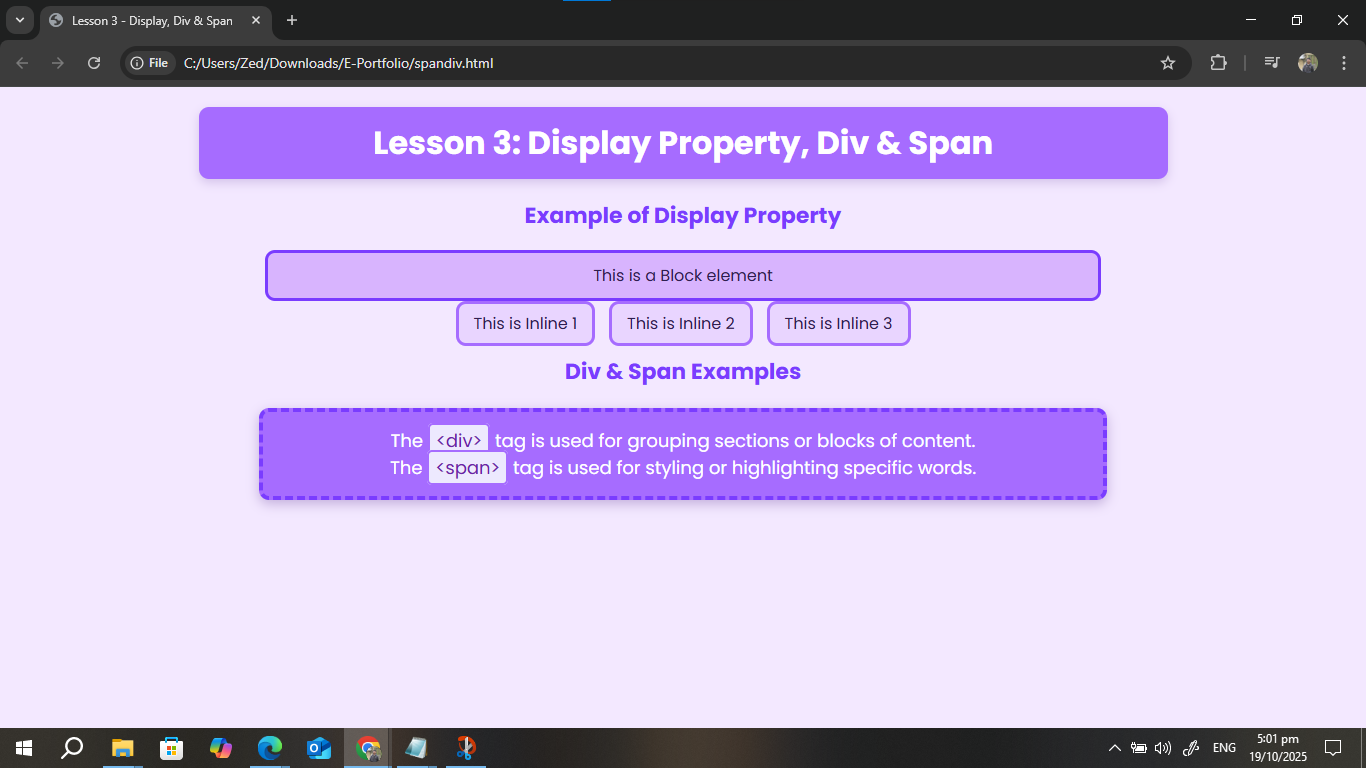 Lesson 3 - Display, Div & Span
File
C:/Users/Zed/Downloads/E-Portfolio/spandiv.html
Lesson 3: Display Property, Div & Span
Example of Display Property
This is a Block element
This is Inline 1 This is Inline 2 This is Inline 3
Div & Span Examples
The <div> tag is used for grouping sections or blocks of content.
The <span> tag is used for styling or highlighting specific words.
ENG
5:01 pm
19/10/2025